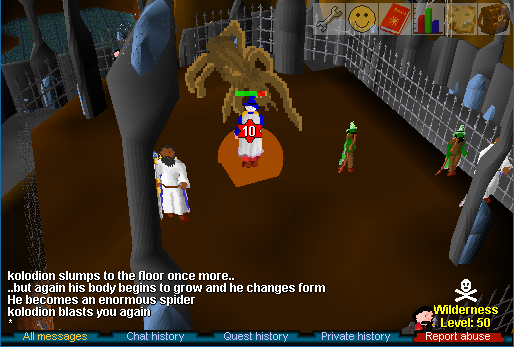 10
kolodion slumps to the floor once more..
..but again his body begins to grow and he changes form
He becomes an enormous spider
kolodion blasts you again
*
Wilderness
Level: 50
All messages
Chat history
Quest history
Private history
Report abuse